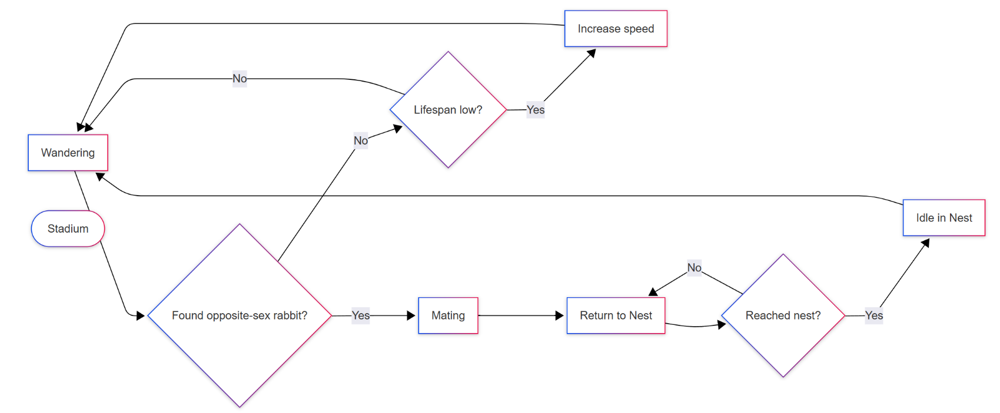 Increase speed
No
Lifespan low?
Yes
No
Wandering
Stadium
Idle in Nest
No
Found opposite-sex rabbit?
Yes
Mating
Return to Nest
Reached nest?
Yes